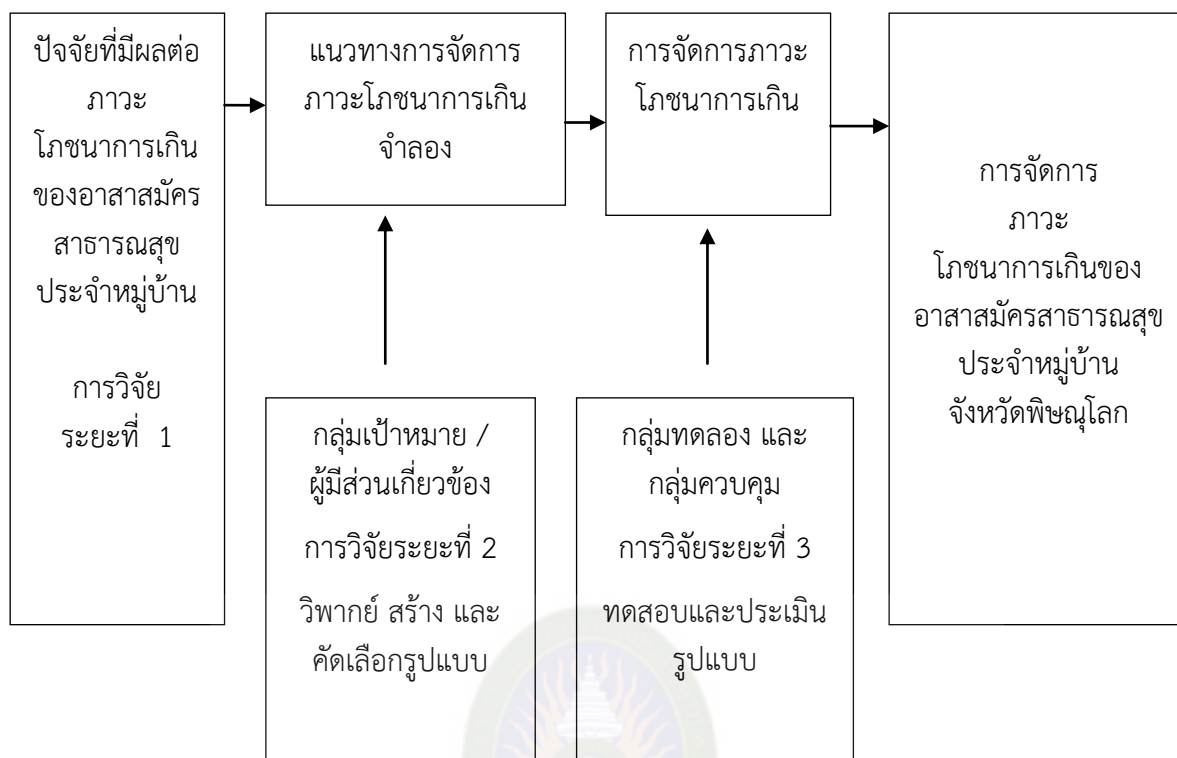 ปัจจัยที่มีผลต่อ
ภาวะ
โภชนาการเกิน
ของอาสาสมัคร
สาธารณสุข
ประจำหมู่บ้าน
การวิจัย
ระยะที่ 1
แนวทางการจัดการ
ภาวะโภชนาการเกิน
จำลอง
การจัดการภาวะ
โภชนาการเกิน
การจัดการ
ภาวะ
โภชนาการเกินของ
อาสาสมัครสาธารณสุข
ประจำหมู่บ้าน
จังหวัดพิษณุโลก
กลุ่มเป้าหมาย /
ผู้มีส่วนเกี่ยวข้อง
การวิจัยระยะที่ 2
วิพากย์ สร้าง และ
คัดเลือกรูปแบบ
กลุ่มทดลอง และ
กลุ่มควบคุม
การวิจัยระยะที่ 3
ทดสอบและประเมิน
รูปแบบ